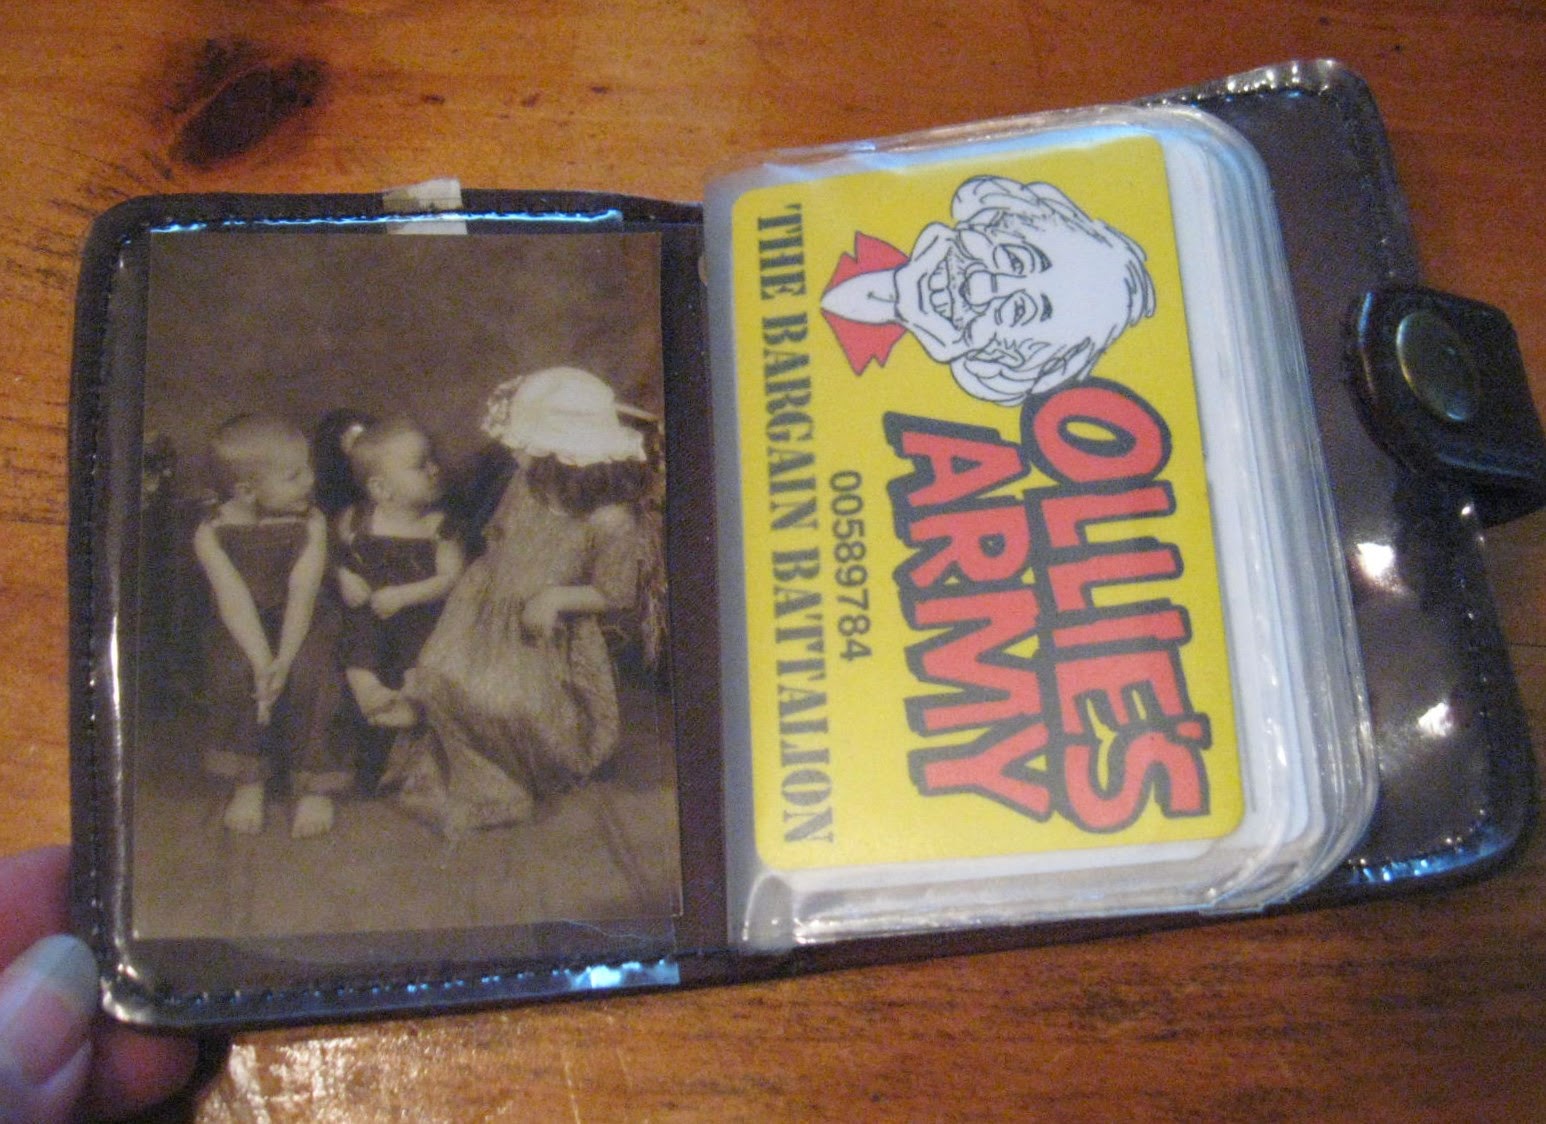 OLLIE'S
ARMY
00589784
THE BARGAIN BATTALION